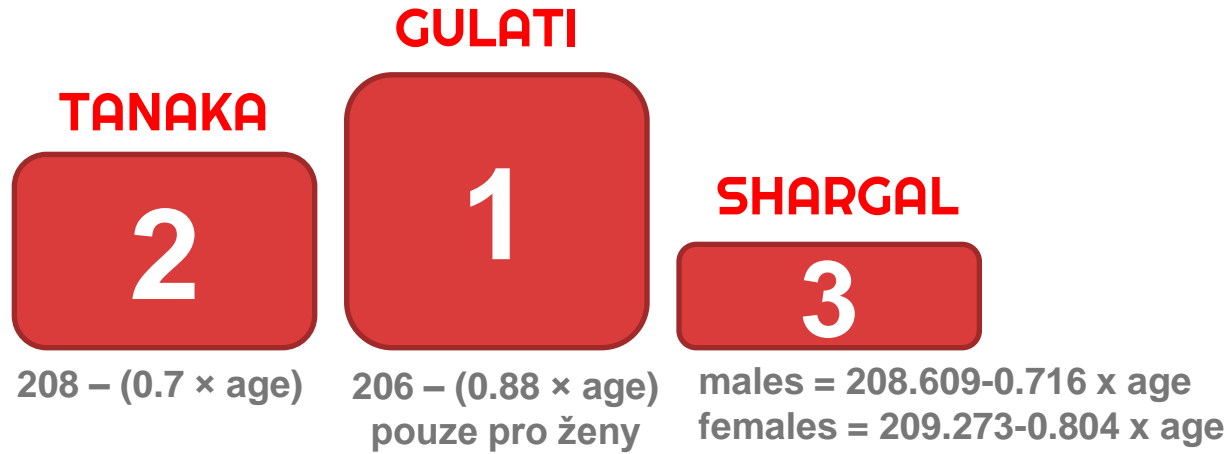 GULATI
TANAKA
SHARGAL
2
1
3
208 – (0.7 × age)
206 – (0.88 × age)
pouze pro ženy
males = 208.609-0.716 x age
females = 209.273-0.804 x age